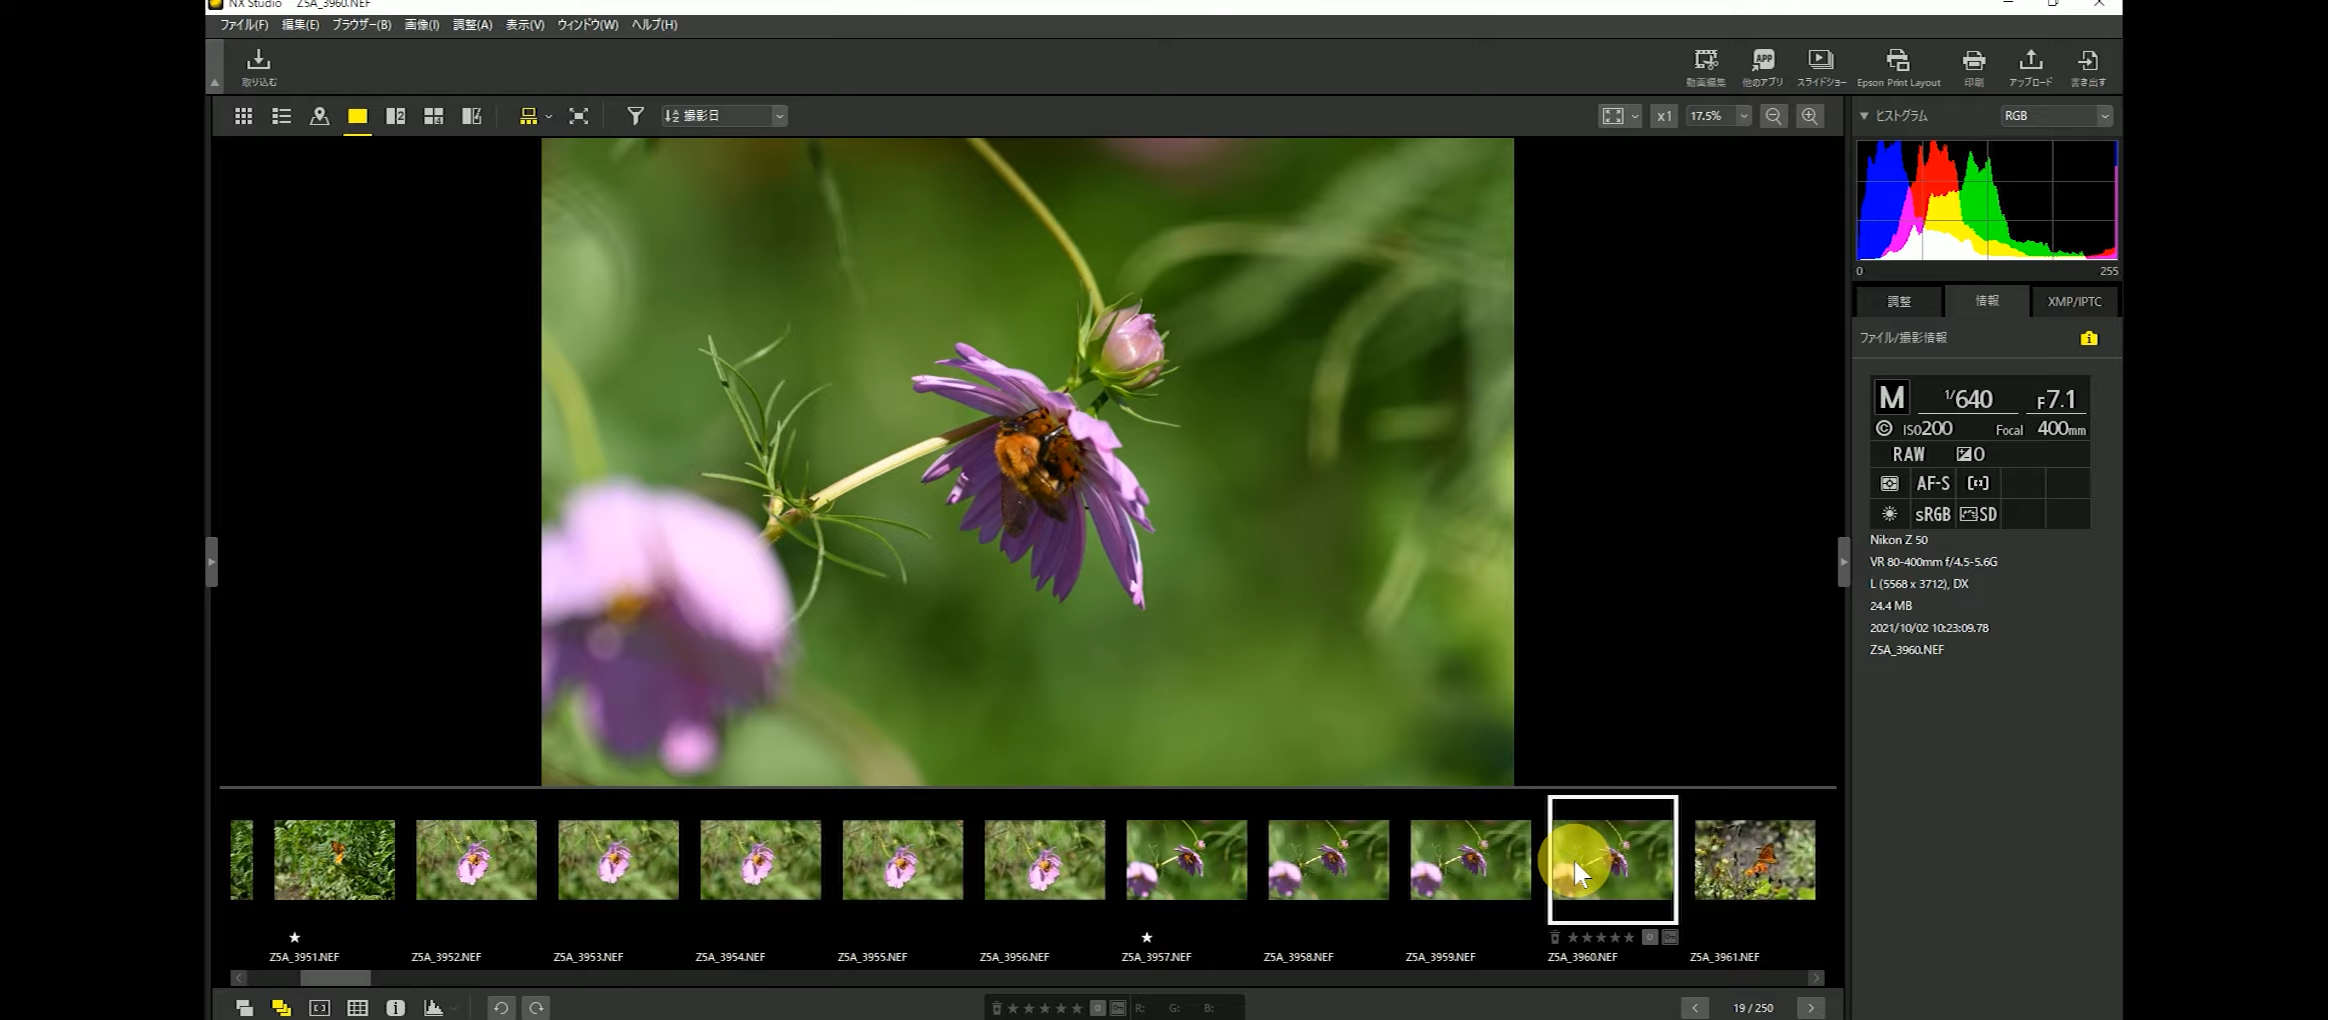 NX Studio Z5A_3960.NEF
ファイル(F) 編集(E) ブラウザー(B) 画像(I) 調整(A) 表示(V) ウィンドウ(W) ヘルプ(H)
取り込む
動画編集 他のアプリ スライドショー Epson Print Layout 印刷 アップロード 書き出す
撮影日
x1 17.5%
ヒストグラム RGB
0 255
調整 情報 XMP/IPTC
ファイル/撮影情報
M 1/640 F7.1
ISO200 Focal 400mm
RAW 0
AF-S
sRGB SD
Nikon Z 50
VR 80-400mm f/4.5-5.6G
L (5568 x 3712), DX
24.4 MB
2021/10/02 10:23:09.78
Z5A_3960.NEF
Z5A_3951.NEF Z5A_3952.NEF Z5A_3953.NEF Z5A_3954.NEF Z5A_3955.NEF Z5A_3956.NEF Z5A_3957.NEF Z5A_3958.NEF Z5A_3959.NEF Z5A_3960.NEF Z5A_3961.NEF
R: G: B:
19 / 250